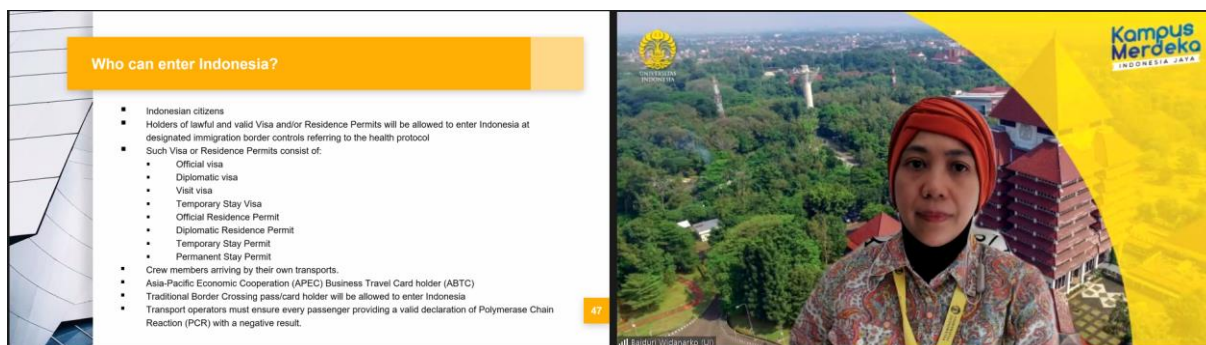 Who can enter Indonesia?
▪ Indonesian citizens
▪ Holders of lawful and valid Visa and/or Residence Permits will be allowed to enter Indonesia at
designated immigration border controls referring to the health protocol
▪ Such Visa or Residence Permits consist of:
▪ Official visa
▪ Diplomatic visa
▪ Visit visa
▪ Temporary Stay Visa
▪ Official Residence Permit
▪ Diplomatic Residence Permit
▪ Temporary Stay Permit
▪ Permanent Stay Permit
▪ Crew members arriving by their own transports.
▪ Asia-Pacific Economic Cooperation (APEC) Business Travel Card holder (ABTC)
▪ Traditional Border Crossing pass/card holder will be allowed to enter Indonesia
▪ Transport operators must ensure every passenger providing a valid declaration of Polymerase Chain
Reaction (PCR) with a negative result.
47
UNIVERSITAS
INDONESIA
Kampus
Merdeka
INDONESIA JAYA
Baiduri Widanarko (UI)